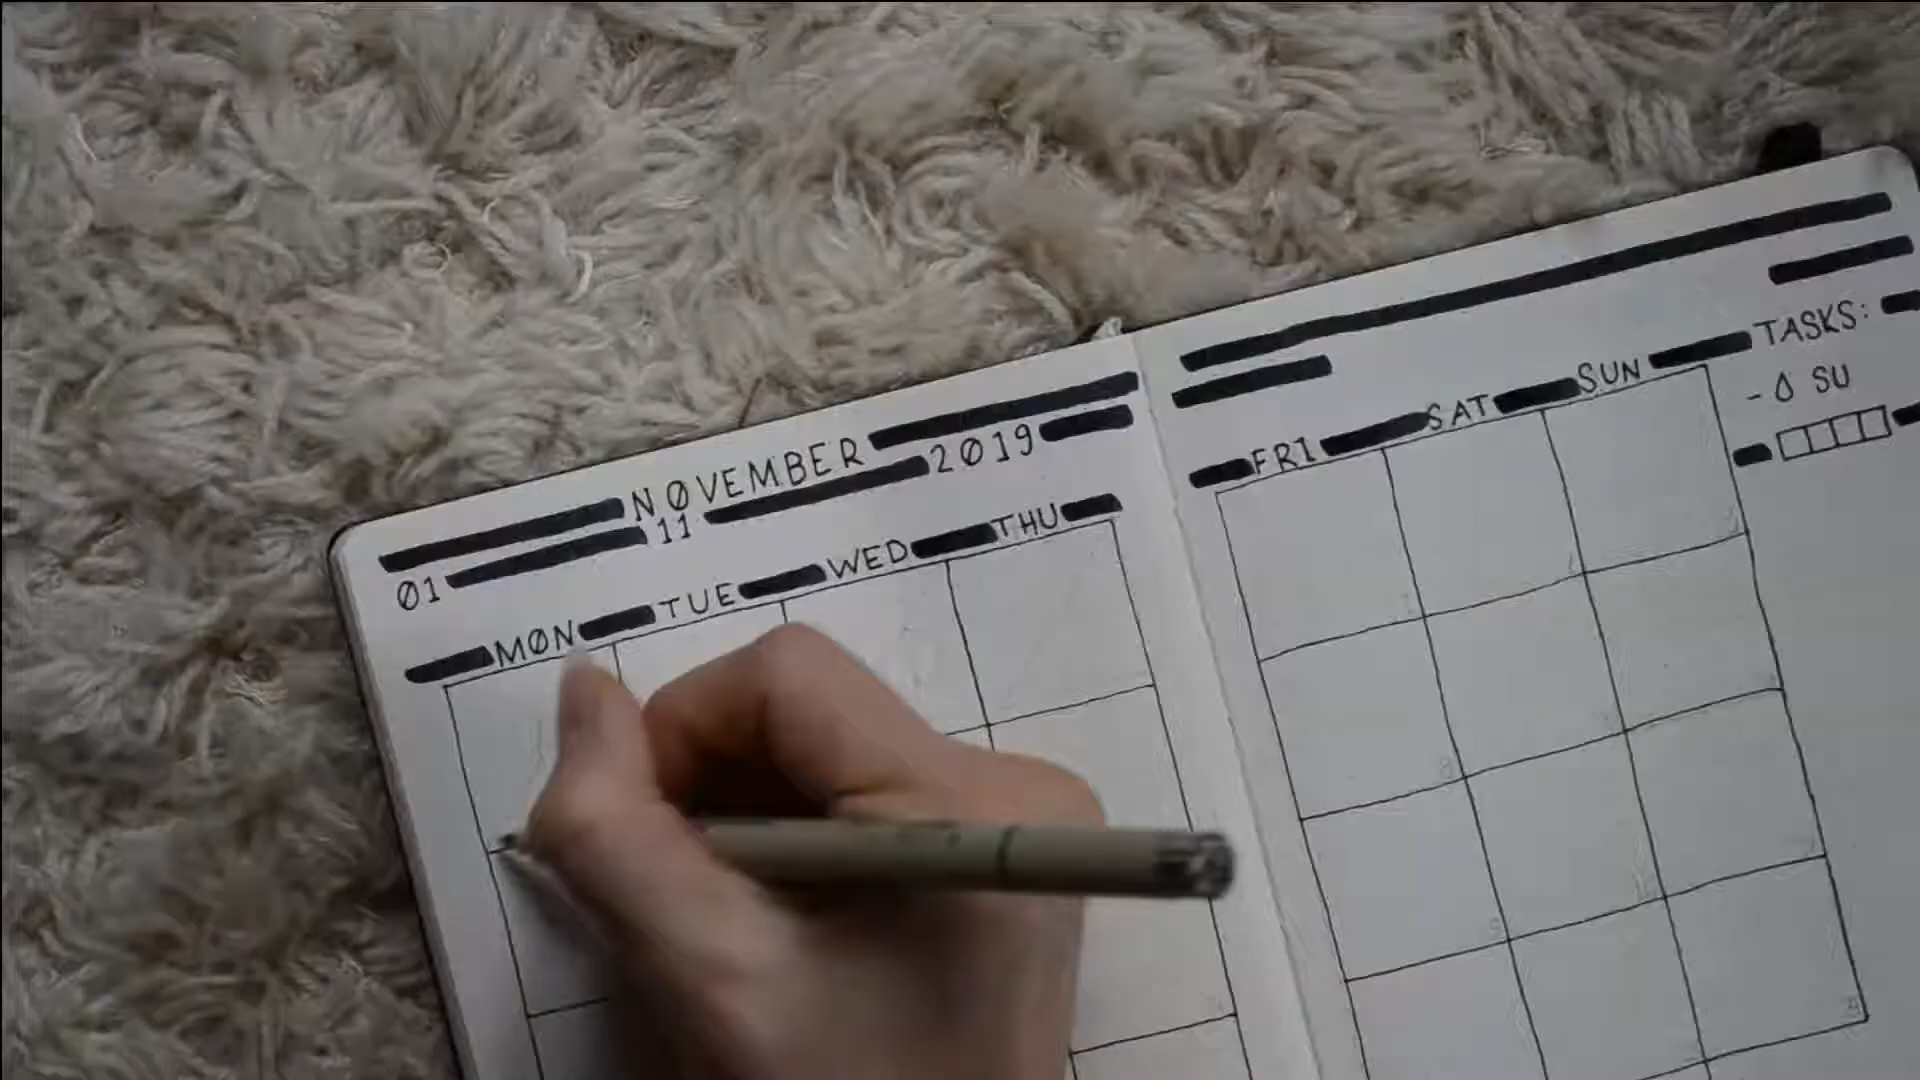 NØVEMBER
01 11 2019
MØN TUE WED THU
FRI SAT SUN
TASKS:
- 0 SU